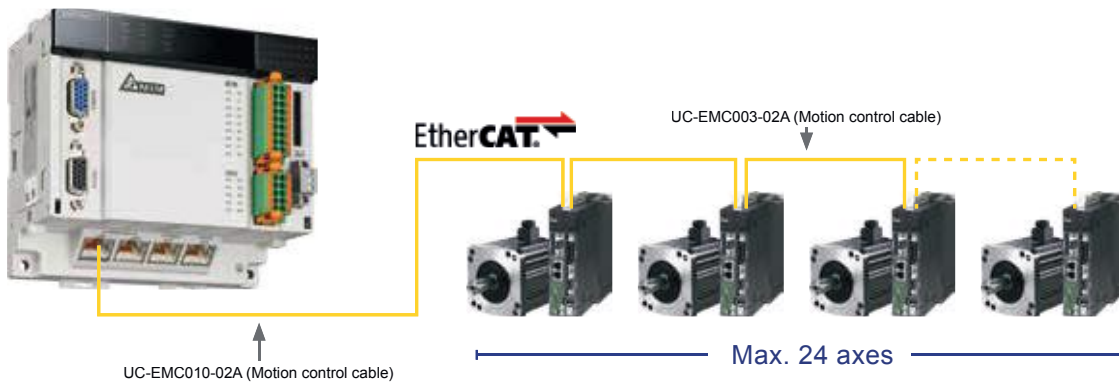 EtherCAT
UC-EMC003-02A (Motion control cable)
Max. 24 axes
UC-EMC010-02A (Motion control cable)